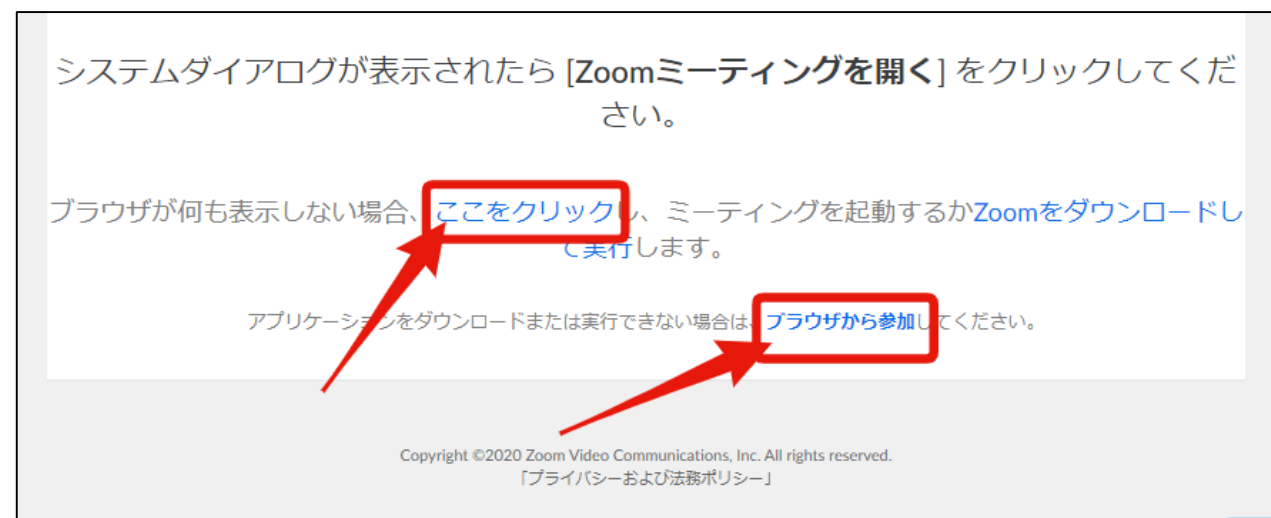 システムダイアログが表示されたら [Zoomミーティングを開く] をクリックしてくだ
さい。
ブラウザが何も表示しない場合、ここをクリックし、ミーティングを起動するかZoomをダウンロードし
て実行します。
アプリケーションをダウンロードまたは実行できない場合は、ブラウザから参加してください。
Copyright ©2020 Zoom Video Communications, Inc. All rights reserved.
「プライバシーおよび法務ポリシー」